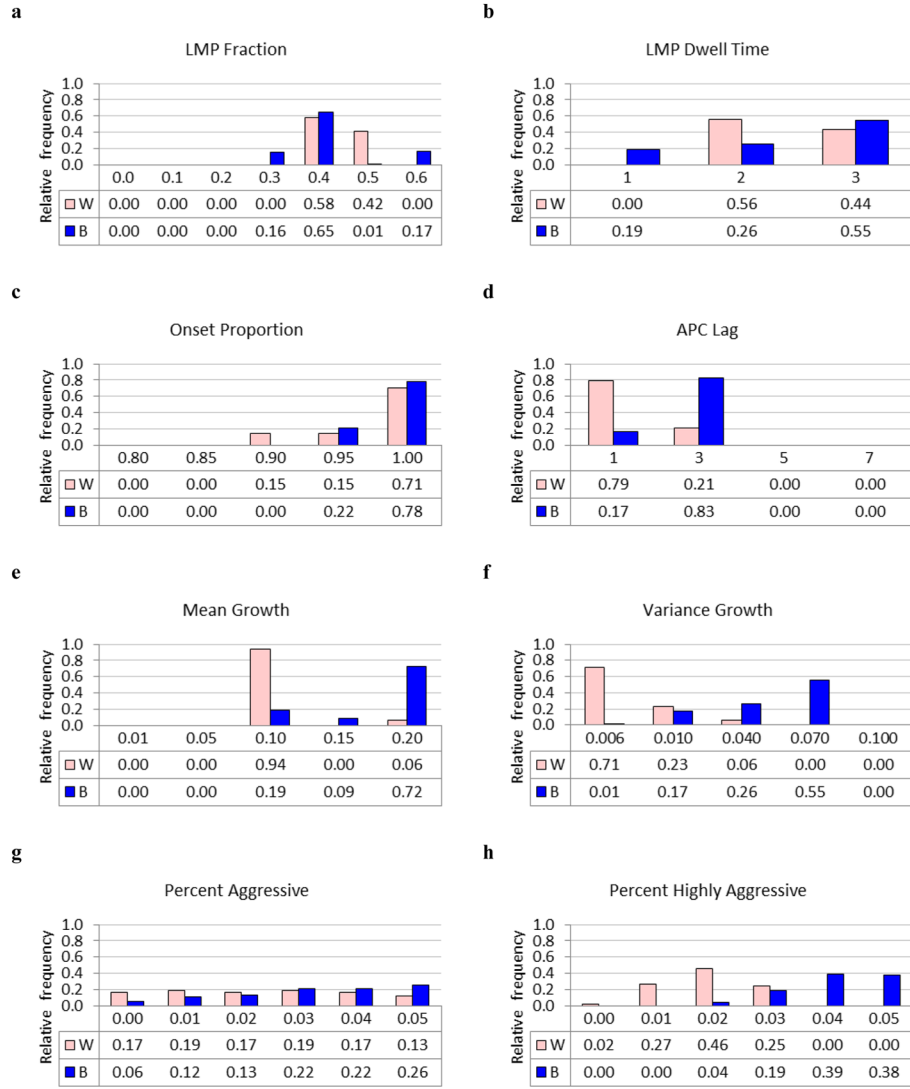 a
LMP Fraction
Relative frequency
1.0
0.8
0.6
0.4
0.2
0.0
0.0 0.1 0.2 0.3 0.4 0.5 0.6
W 0.00 0.00 0.00 0.00 0.58 0.42 0.00
B 0.00 0.00 0.00 0.16 0.65 0.01 0.17
b
LMP Dwell Time
Relative frequency
1.0
0.8
0.6
0.4
0.2
0.0
1 2 3
W 0.00 0.56 0.44
B 0.19 0.26 0.55
c
Onset Proportion
Relative frequency
1.0
0.8
0.6
0.4
0.2
0.0
0.80 0.85 0.90 0.95 1.00
W 0.00 0.00 0.15 0.15 0.71
B 0.00 0.00 0.00 0.22 0.78
d
APC Lag
Relative frequency
1.0
0.8
0.6
0.4
0.2
0.0
1 3 5 7
W 0.79 0.21 0.00 0.00
B 0.17 0.83 0.00 0.00
e
Mean Growth
Relative frequency
1.0
0.8
0.6
0.4
0.2
0.0
0.01 0.05 0.10 0.15 0.20
W 0.00 0.00 0.94 0.00 0.06
B 0.00 0.00 0.19 0.09 0.72
f
Variance Growth
Relative frequency
1.0
0.8
0.6
0.4
0.2
0.0
0.006 0.010 0.040 0.070 0.100
W 0.71 0.23 0.06 0.00 0.00
B 0.01 0.17 0.26 0.55 0.00
g
Percent Aggressive
Relative frequency
1.0
0.8
0.6
0.4
0.2
0.0
0.00 0.01 0.02 0.03 0.04 0.05
W 0.17 0.19 0.17 0.19 0.17 0.13
B 0.06 0.12 0.13 0.22 0.22 0.26
h
Percent Highly Aggressive
Relative frequency
1.0
0.8
0.6
0.4
0.2
0.0
0.00 0.01 0.02 0.03 0.04 0.05
W 0.02 0.27 0.46 0.25 0.00 0.00
B 0.00 0.00 0.04 0.19 0.39 0.38